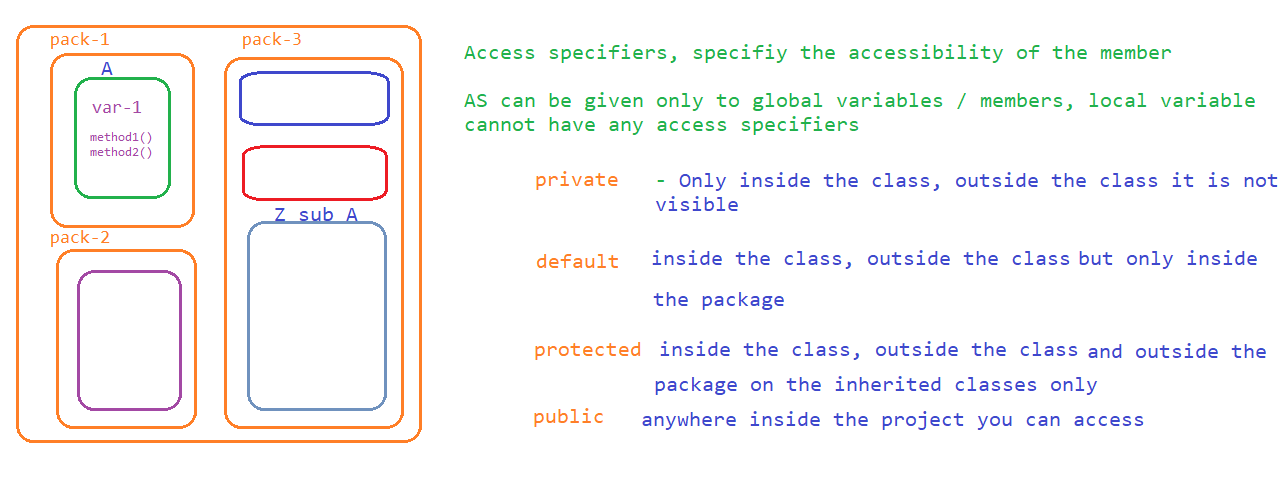 pack-1
A
var-1
method1()
method2()
pack-2
pack-3
Z sub A
Access specifiers, specifiy the accessibility of the member
AS can be given only to global variables / members, local variable
cannot have any access specifiers
private - Only inside the class, outside the class it is not
visible
default inside the class, outside the class but only inside
the package
protected inside the class, outside the class and outside the
package on the inherited classes only
public anywhere inside the project you can access